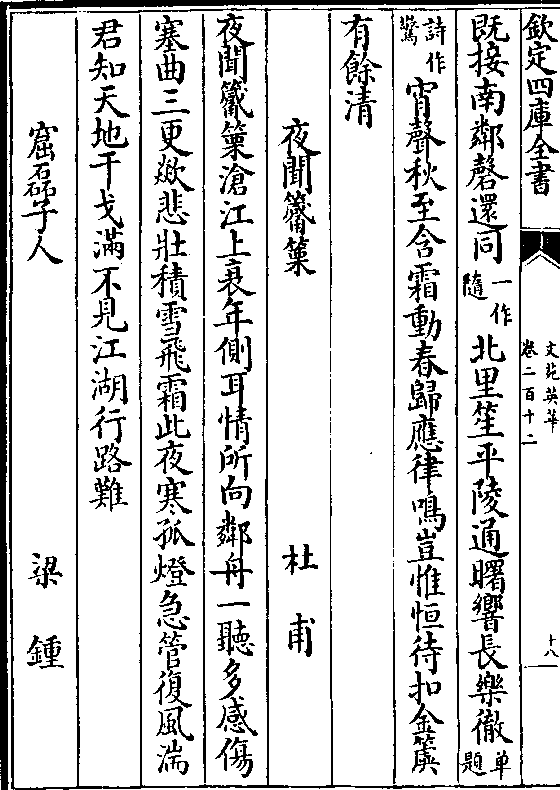 欽定四庫全書
文苑英華
卷二百十二
十八
既接南鄰磬還同一作隨北里笙平陵通曙響長樂徹單題
詩作驚宵聲秋至含霜動春歸應律鳴豈惟恒待扣金簴
有餘清
夜聞觱篥 杜甫
夜聞觱篥滄江上衰年側耳情所向鄰舟一聽多感傷
塞曲三更欻悲壯積雪飛霜此夜寒孤燈急管復風湍
君知天地干戈滿不見江湖行路難
窟磊子人 梁鍾